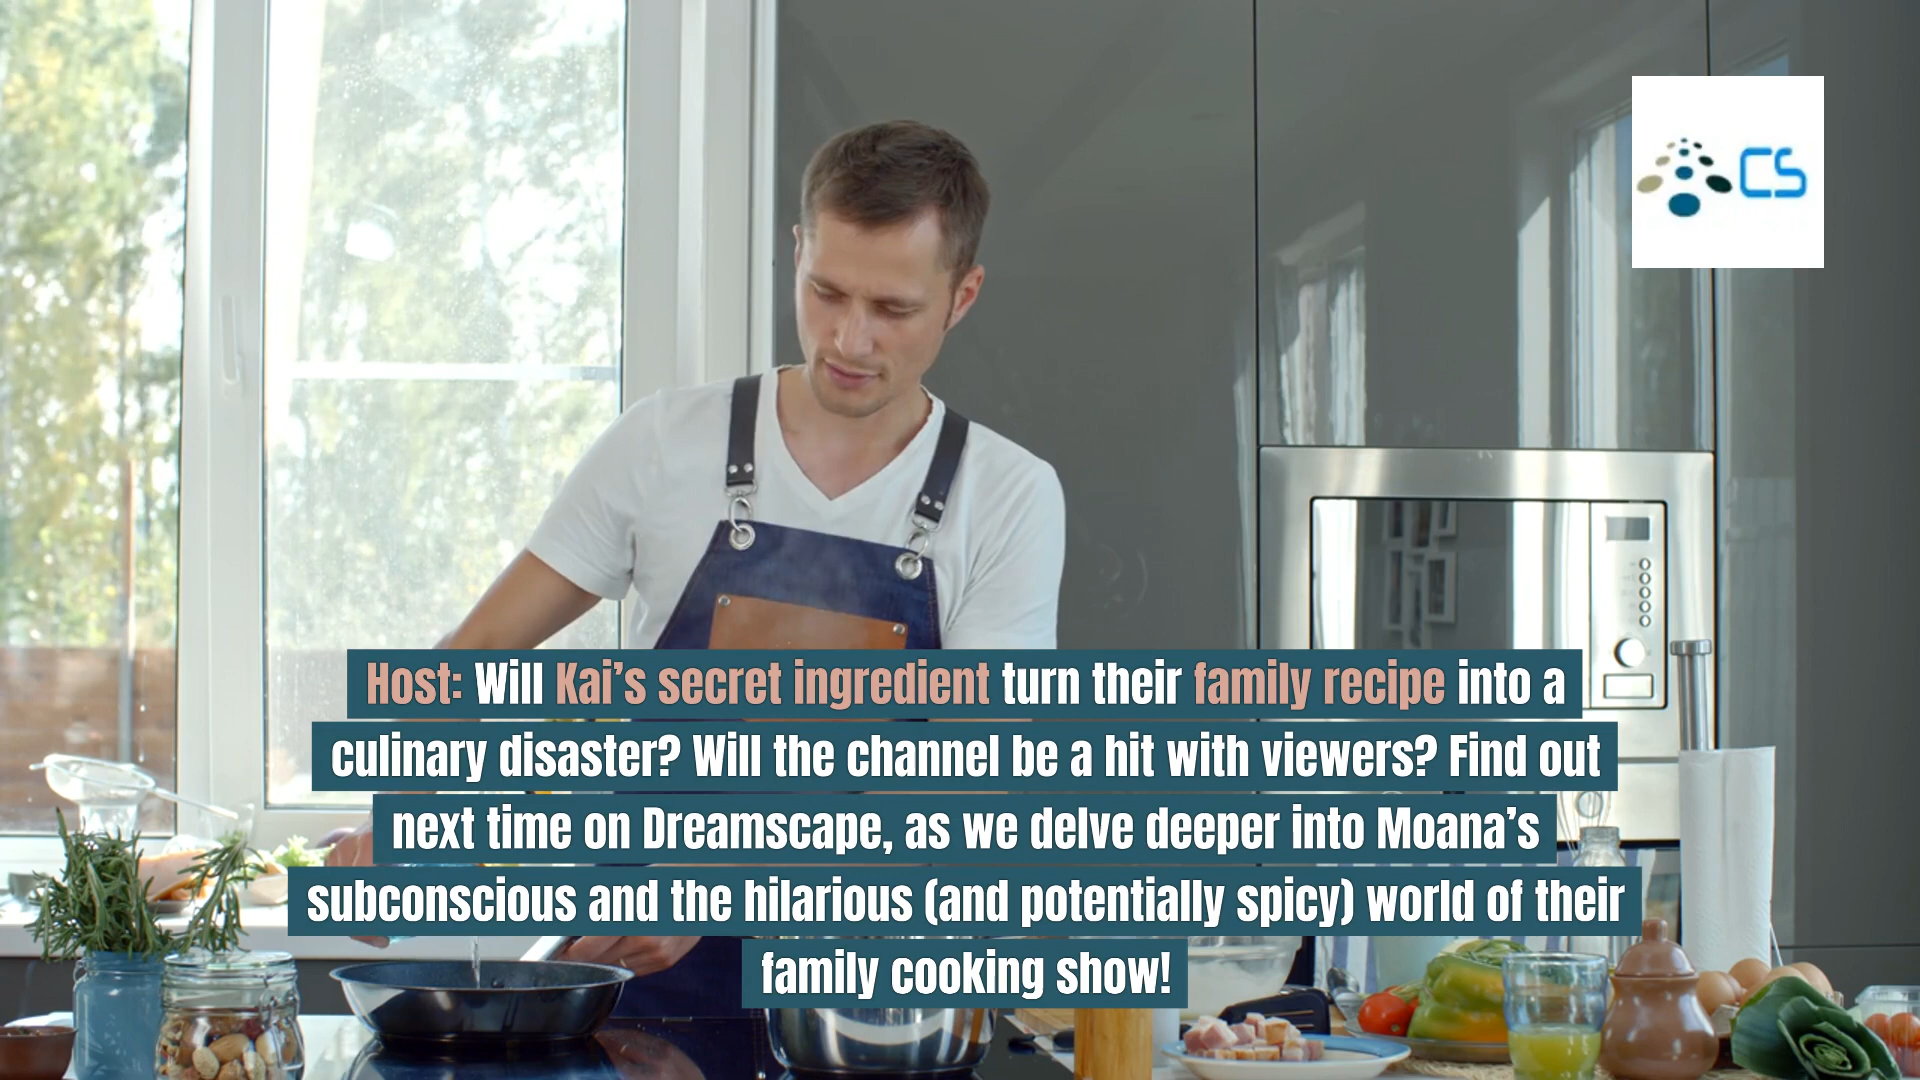 CS
Host: Will Kai’s secret ingredient turn their family recipe into a
culinary disaster? Will the channel be a hit with viewers? Find out
next time on Dreamscape, as we delve deeper into Moana’s
subconscious and the hilarious (and potentially spicy) world of their
family cooking show!